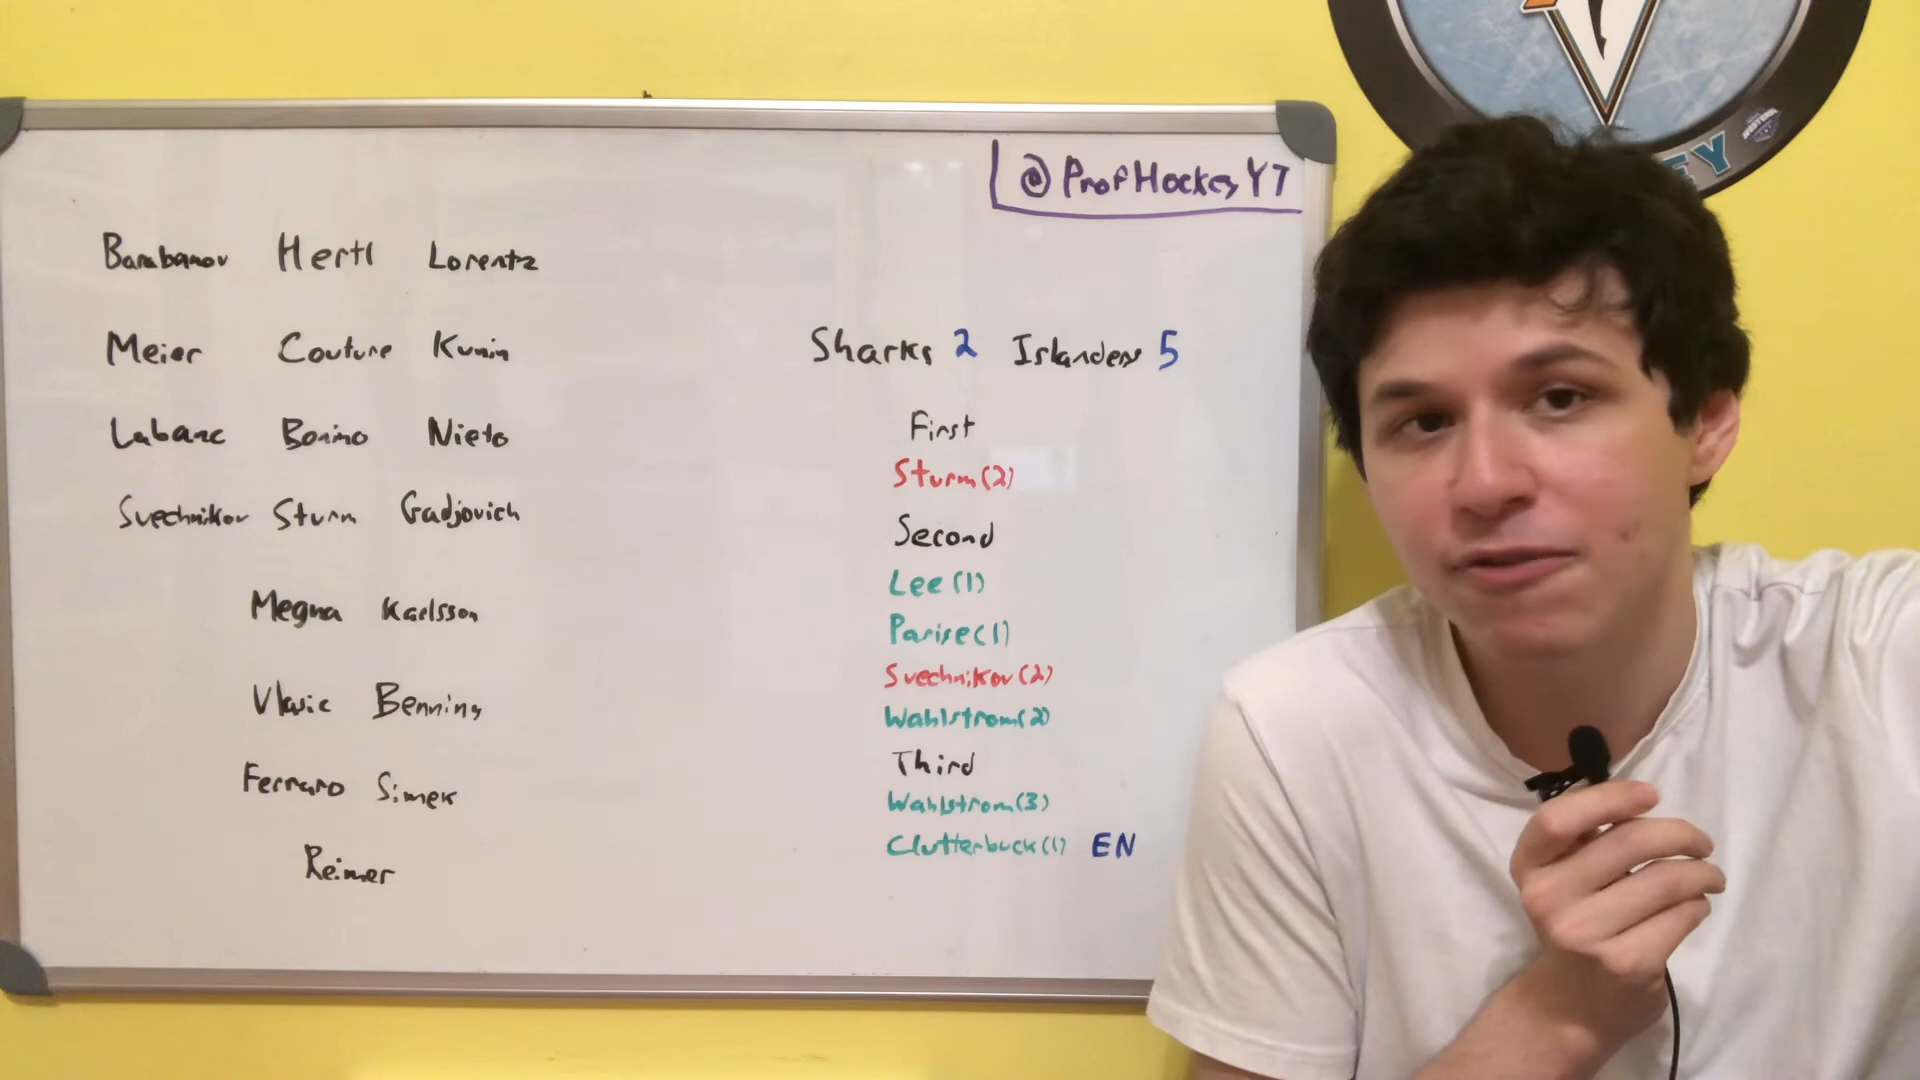 @ProfHockeyYT
EY
Barabanov Hertl Lorentz
Meier Couture Kunin
Labanc Bonino Nieto
Svechnikov Sturm Gadjovich
Megna Karlsson
Vlasic Benning
Ferraro Simek
Reimer
Sharks 2 Islanders 5
First
Sturm (2)
Second
Lee (1)
Parise (1)
Svechnikov (2)
Wahlstrom (2)
Third
Wahlstrom (3)
Clutterbuck (1) EN